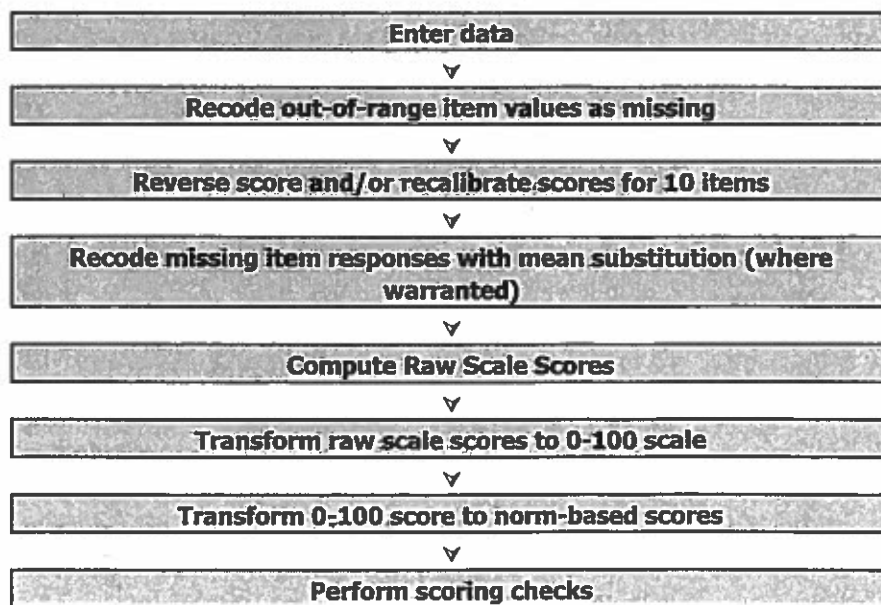 Enter data
Recode out-of-range item values as missing
Reverse score and/or recalibrate scores for 10 items
Recode missing item responses with mean substitution (where
warranted)
Compute Raw Scale Scores
Transform raw scale scores to 0-100 scale
Transform 0-100 score to norm-based scores
Perform scoring checks